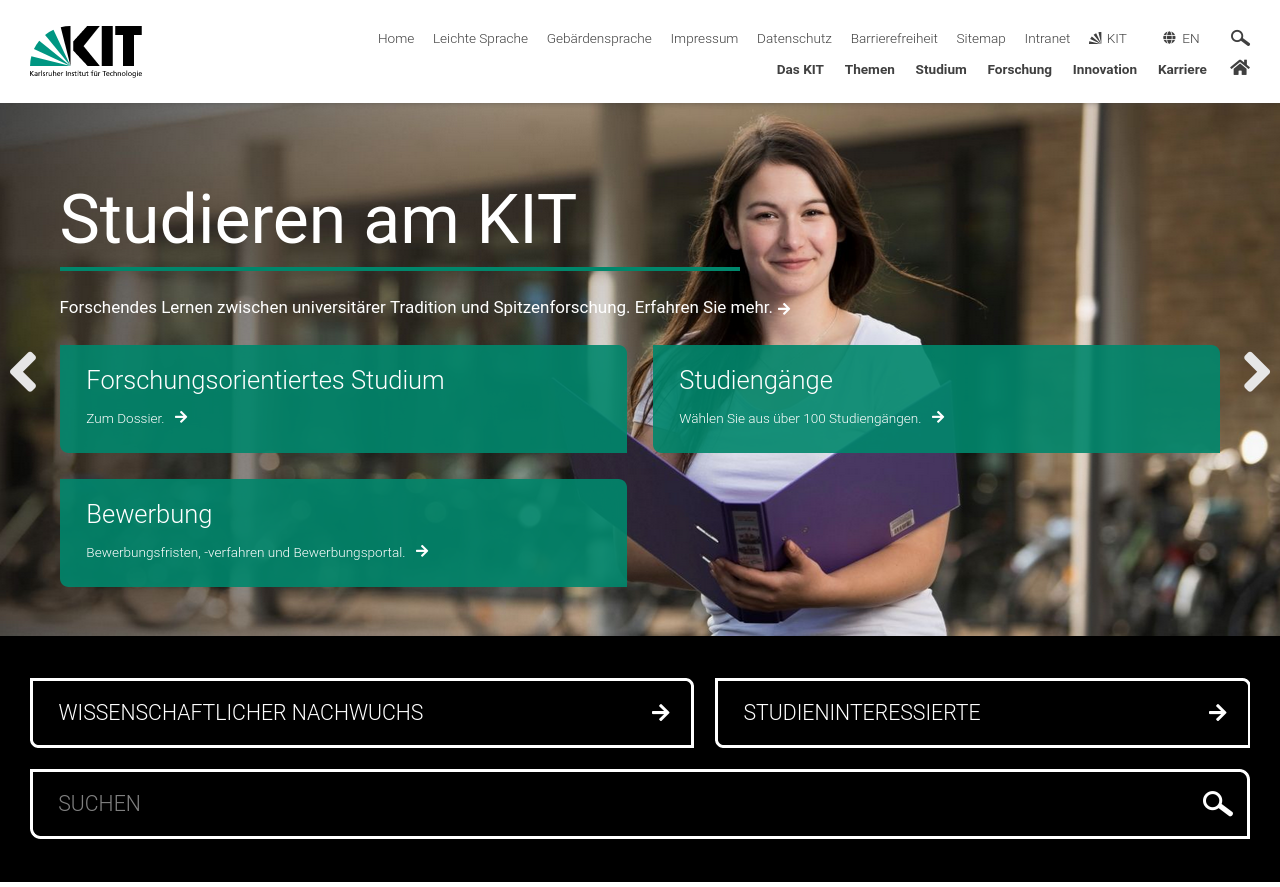 KIT
Karlsruher Institut für Technologie
Home Leichte Sprache Gebärdensprache Impressum Datenschutz Barrierefreiheit Sitemap Intranet KIT EN
Das KIT Themen Studium Forschung Innovation Karriere
Studieren am KIT
Forschendes Lernen zwischen universitärer Tradition und Spitzenforschung. Erfahren Sie mehr.
Forschungsorientiertes Studium
Zum Dossier.
Studiengänge
Wählen Sie aus über 100 Studiengängen.
Bewerbung
Bewerbungsfristen, -verfahren und Bewerbungsportal.
WISSENSCHAFTLICHER NACHWUCHS
STUDIENINTERESSIERTE
SUCHEN